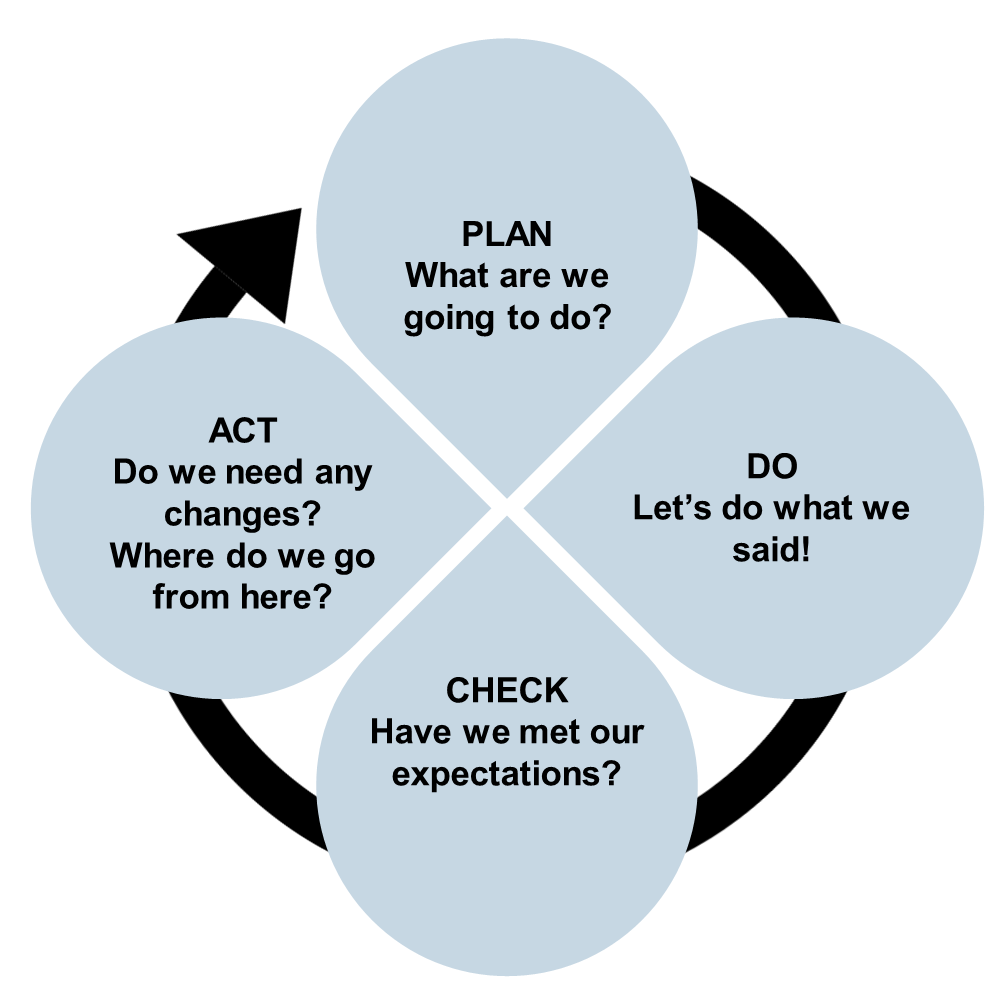 PLAN
What are we
going to do?
DO
Let’s do what we
said!
CHECK
Have we met our
expectations?
ACT
Do we need any
changes?
Where do we go
from here?